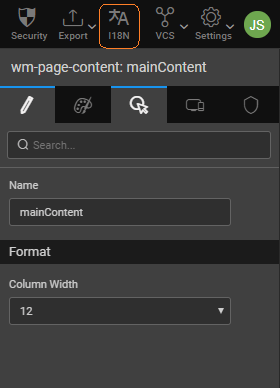 Security Export I18N VCS Settings JS
wm-page-content: mainContent
Search...
Name
mainContent
Format
Column Width
12